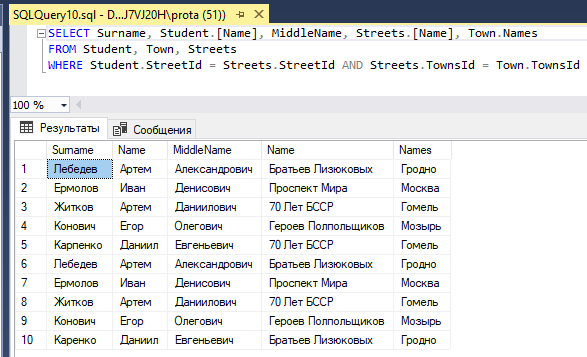 SQLQuery10.sql - D...J7VJ20H\prota (51))
SELECT Surname, Student.[Name], MiddleName, Streets.[Name], Town.Names
FROM Student, Town, Streets
WHERE Student.StreetId = Streets.StreetId AND Streets.TownsId = Town.TownsId
100 %
Результаты Сообщения
Surname Name MiddleName Name Names
1 Лебедев Артем Александрович Братьев Лизюковых Гродно
2 Ермолов Иван Денисович Проспект Мира Москва
3 Житков Артем Даниилович 70 Лет БССР Гомель
4 Конович Егор Олегович Героев Полпольщиков Мозырь
5 Карпенко Даниил Евгеньевич 70 Лет БССР Гомель
6 Лебедев Артем Александрович Братьев Лизюковых Гродно
7 Ермолов Иван Денисович Проспект Мира Москва
8 Житков Артем Даниилович 70 Лет БССР Гомель
9 Конович Егор Олегович Героев Полпольщиков Мозырь
10 Каренко Даниил Евгеньевич Братьев Лизюковых Гродно